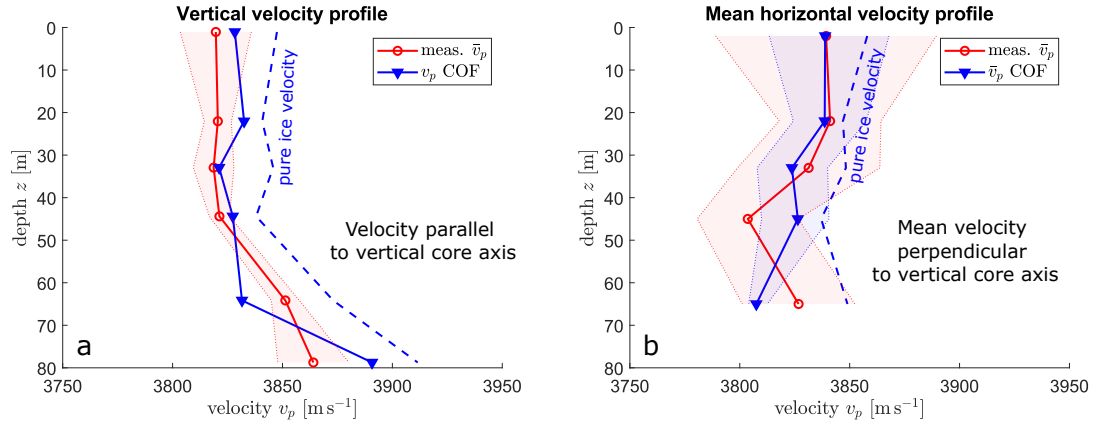 Vertical velocity profile
0
10
20
30
40
50
60
70
80
depth z [m]
meas. v̄ₚ
vₚ COF
pure ice velocity
Velocity parallel
to vertical core axis
a
3750
3800
3850
3900
3950
velocity vₚ [m s⁻¹]
Mean horizontal velocity profile
0
10
20
30
40
50
60
70
80
depth z [m]
meas. v̄ₚ
v̄ₚ COF
pure ice velocity
Mean velocity
perpendicular
to vertical core axis
b
3750
3800
3850
3900
3950
velocity vₚ [m s⁻¹]